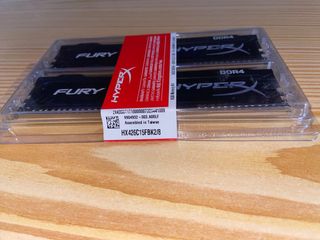 FURY
HYPERX
DDR4
FURY
HYPERX
DDR4
HYPERX
Assembled in Taiwan
HX426C15FBK2/8